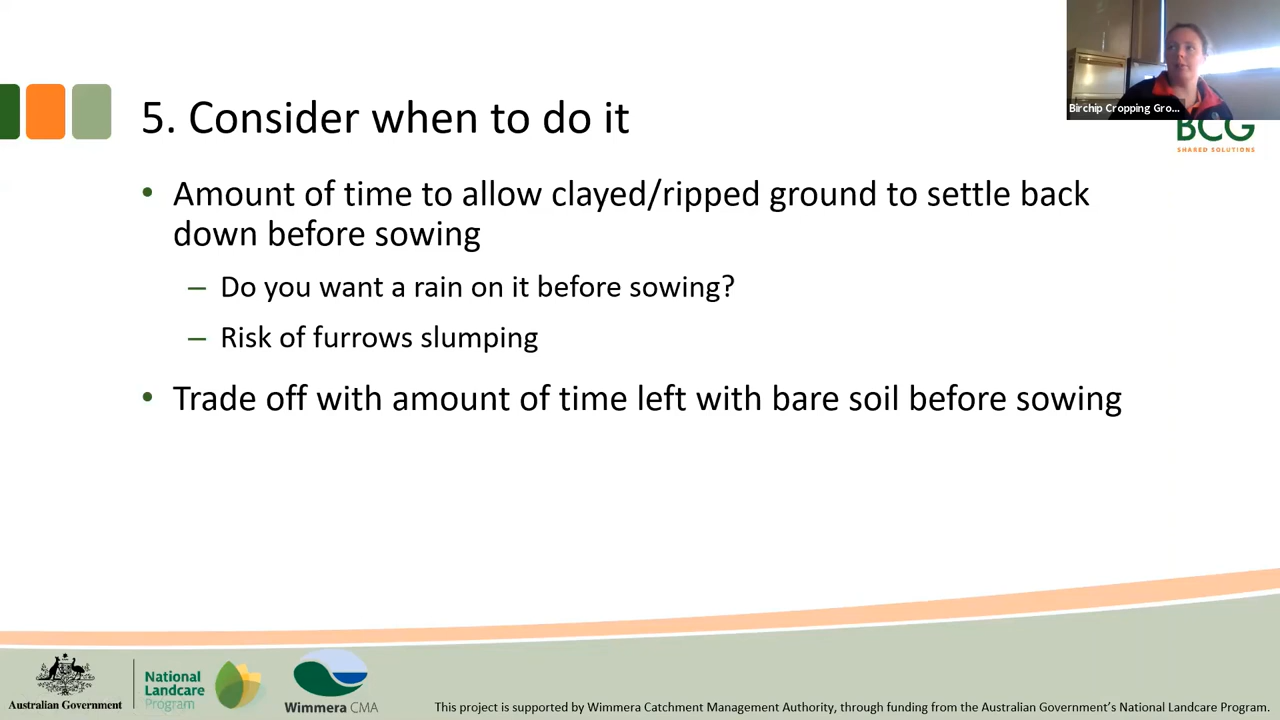 Birchip Cropping Gro...
BCG
SHARED SOLUTIONS
5. Consider when to do it
• Amount of time to allow clayed/ripped ground to settle back
down before sowing
– Do you want a rain on it before sowing?
– Risk of furrows slumping
• Trade off with amount of time left with bare soil before sowing
Australian Government
National
Landcare
Program
Wimmera CMA
This project is supported by Wimmera Catchment Management Authority, through funding from the Australian Government's National Landcare Program.